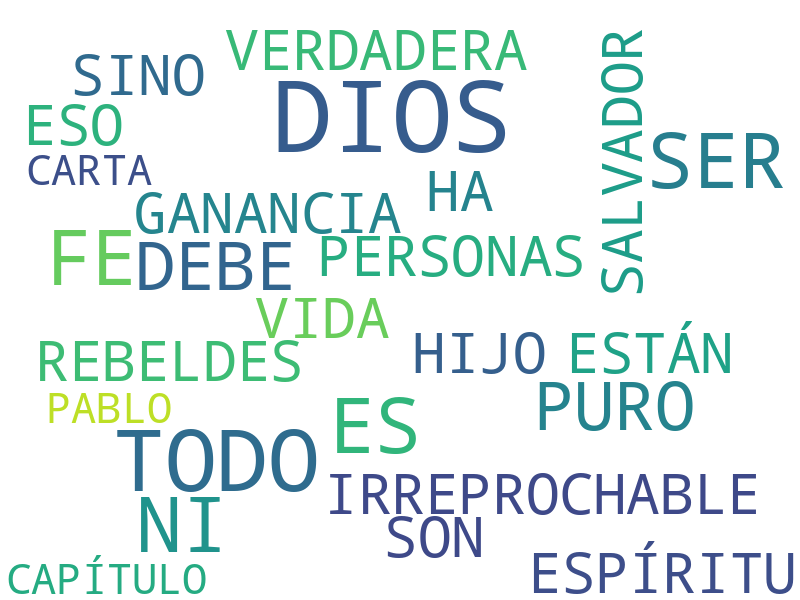 VERDADERA
SINO
DIOS
SALVADOR
ESO
SER
CARTA
HA
GANANCIA
FE
DEBE
PERSONAS
VIDA
REBELDES
HIJO
ESTÁN
PABLO
PURO
ES
TODO
IRREPROCHABLE
NI
SON
ESPÍRITU
CAPÍTULO